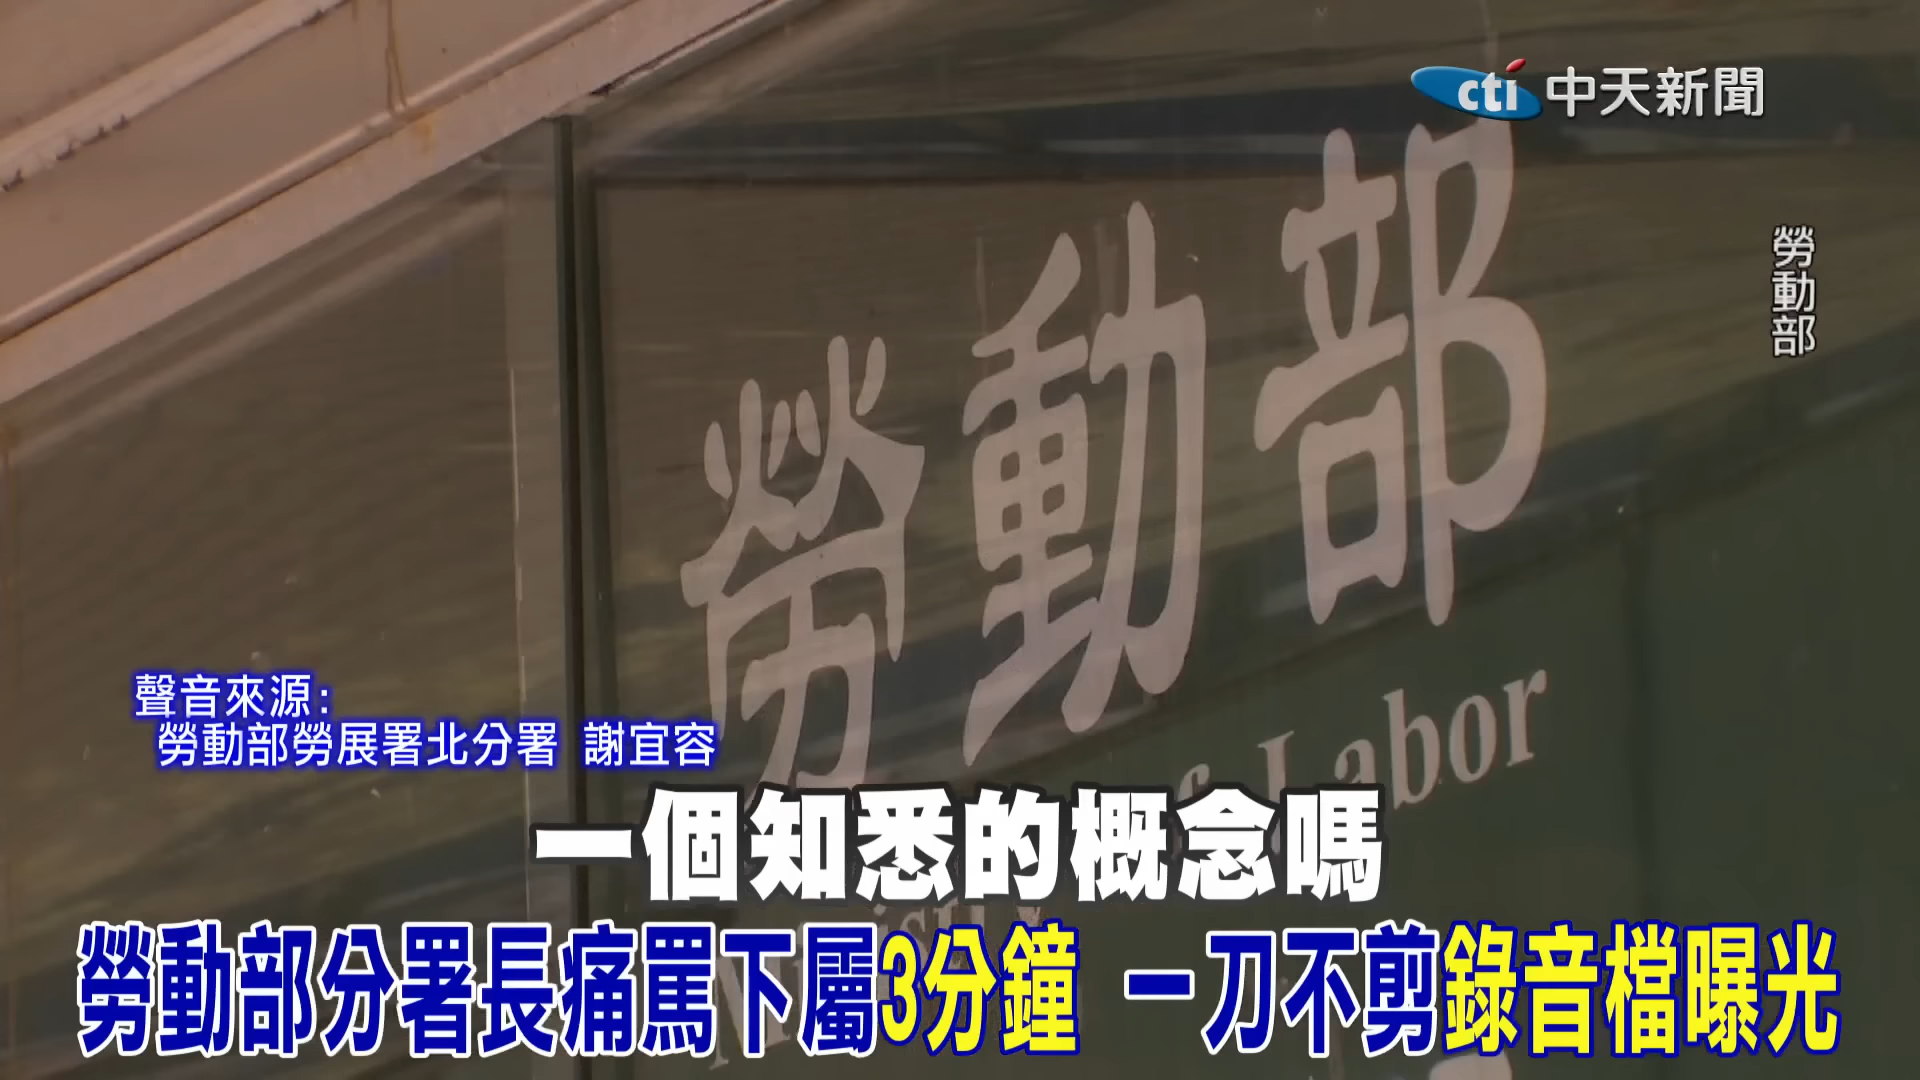 cti 中天新聞
勞動部
勞動部
Ministry of Labor
聲音來源:
勞動部勞展署北分署 謝宜容
一個知悉的概念嗎
勞動部分署長痛罵下屬3分鐘 一刀不剪錄音檔曝光